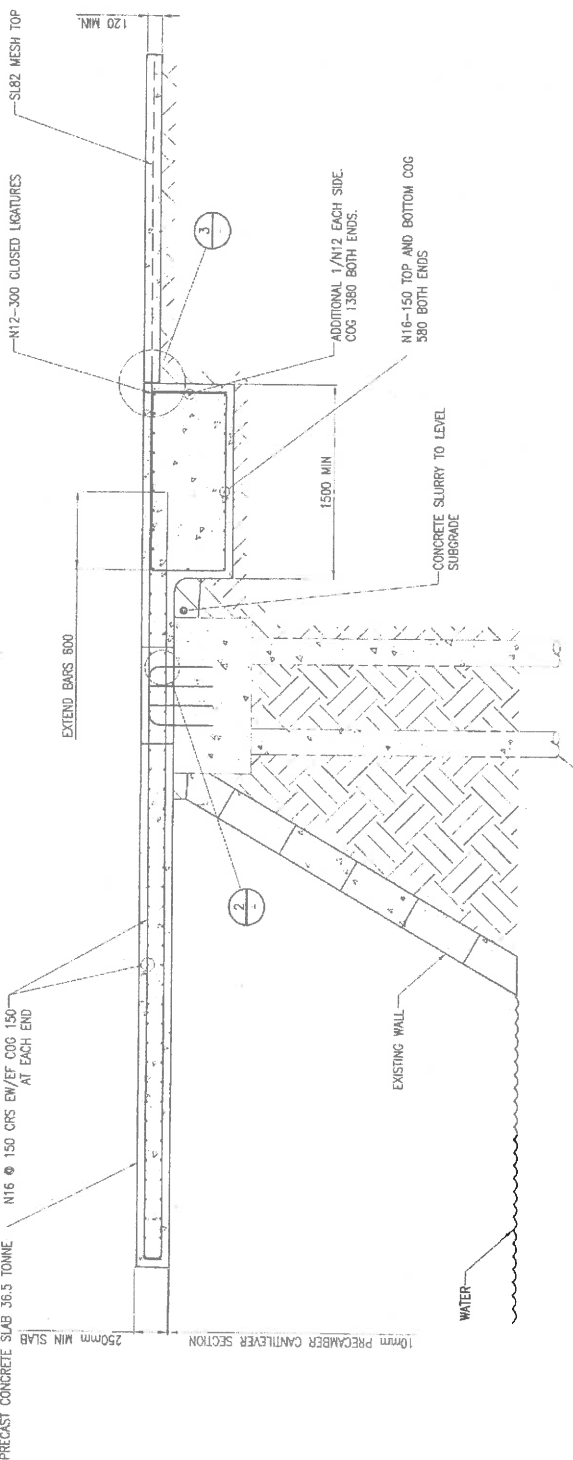 PRECAST CONCRETE SLAB 36.5 TONNE
N16 @ 150 CRS EW/EF COG 150
AT EACH END
EXTEND BARS 600
N12-300 CLOSED LIGATURES
SL82 MESH TOP
120 MIN.
250mm MIN SLAB
10mm PRECAMBER CANTILEVER SECTION
2
1
3
ADDITIONAL 1/N12 EACH SIDE.
COG 1380 BOTH ENDS.
N16-150 TOP AND BOTTOM COG
580 BOTH ENDS
1500 MIN
CONCRETE SLURRY TO LEVEL
SUBGRADE
EXISTING WALL
WATER